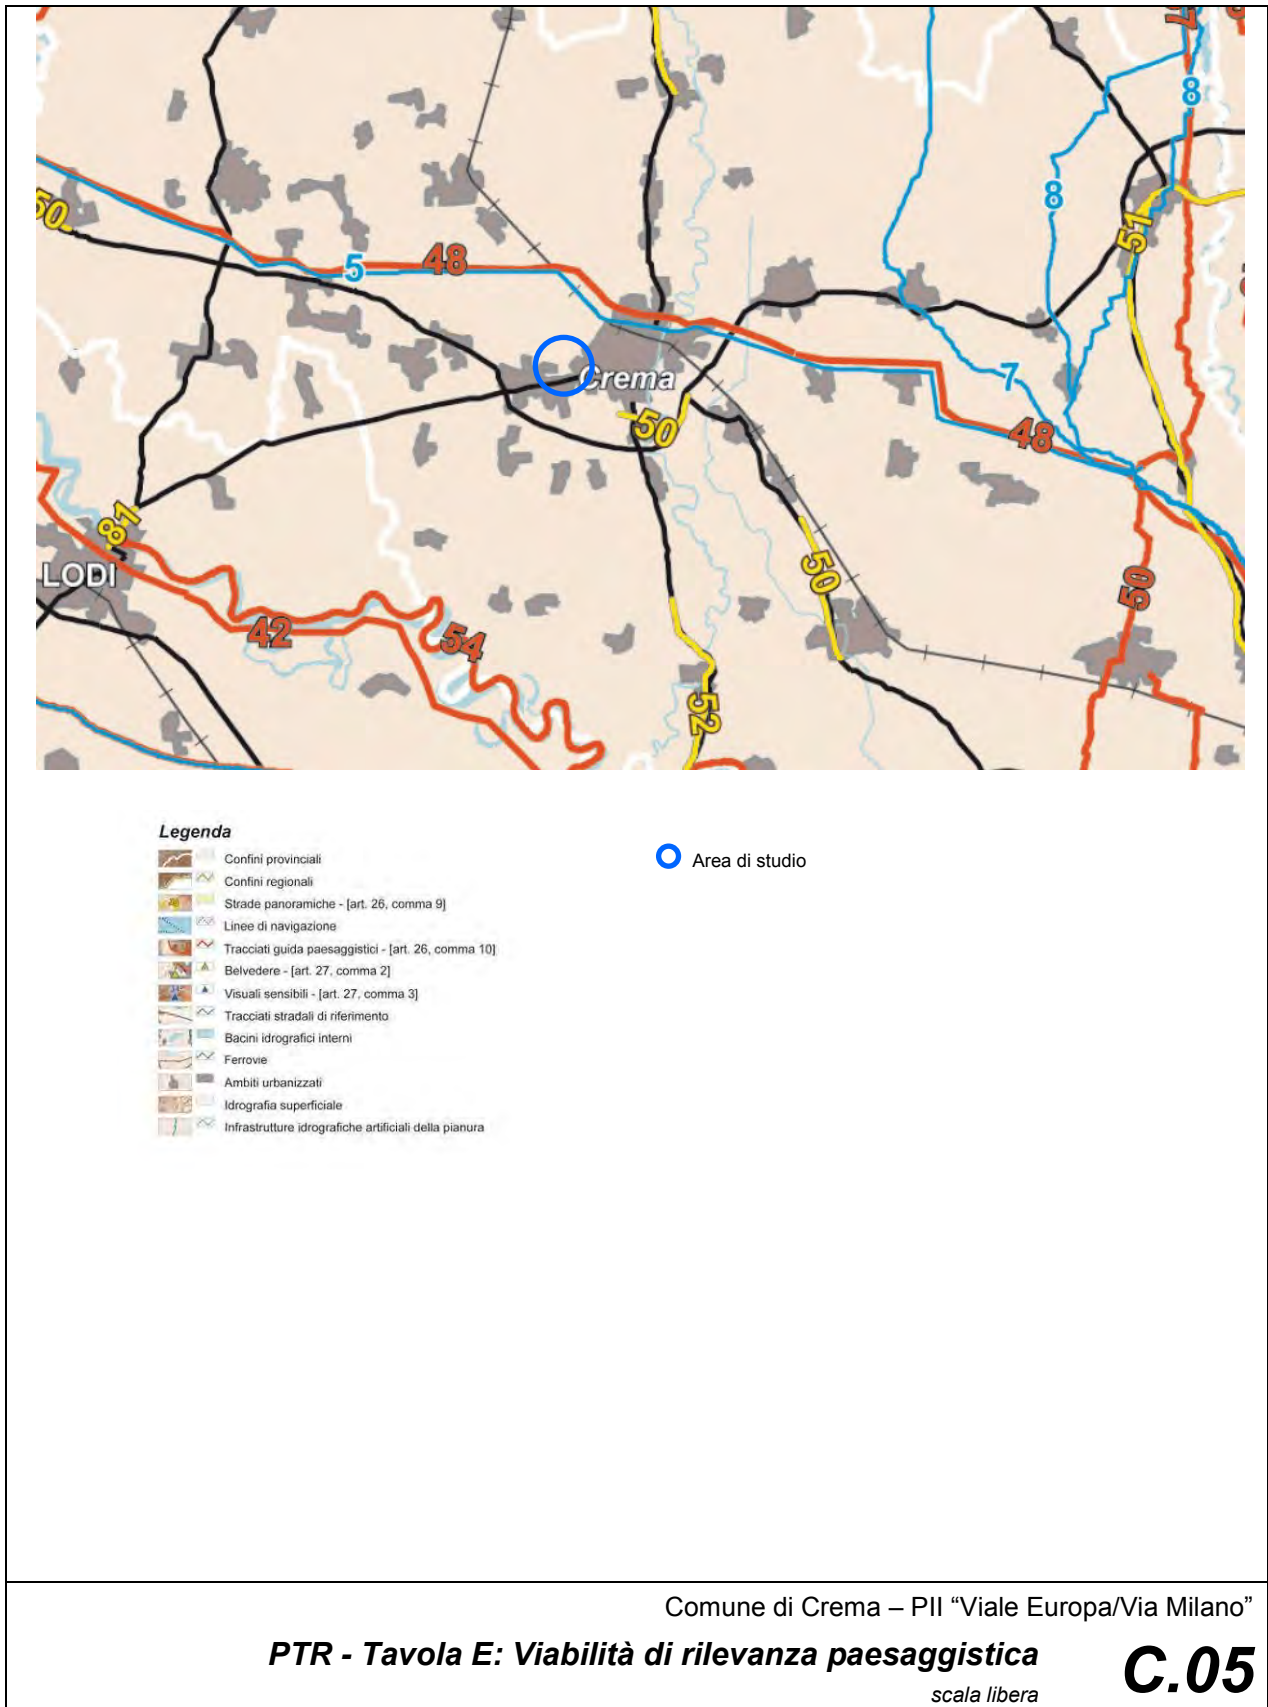 8
8
50
51
5
48
7
Crema
50
48
81
50
50
LODI
42
54
52
Legenda
Confini provinciali
Confini regionali
Strade panoramiche - [art. 26, comma 9]
Linee di navigazione
Tracciati guida paesaggistici - [art. 26, comma 10]
Belvedere - [art. 27, comma 2]
Visuali sensibili - [art. 27, comma 3]
Tracciati stradali di riferimento
Bacini idrografici interni
Ferrovie
Ambiti urbanizzati
Idrografia superficiale
Infrastrutture idrografiche artificiali della pianura
Area di studio
Comune di Crema – PII “Viale Europa/Via Milano”
PTR - Tavola E: Viabilità di rilevanza paesaggistica
C.05
scala libera